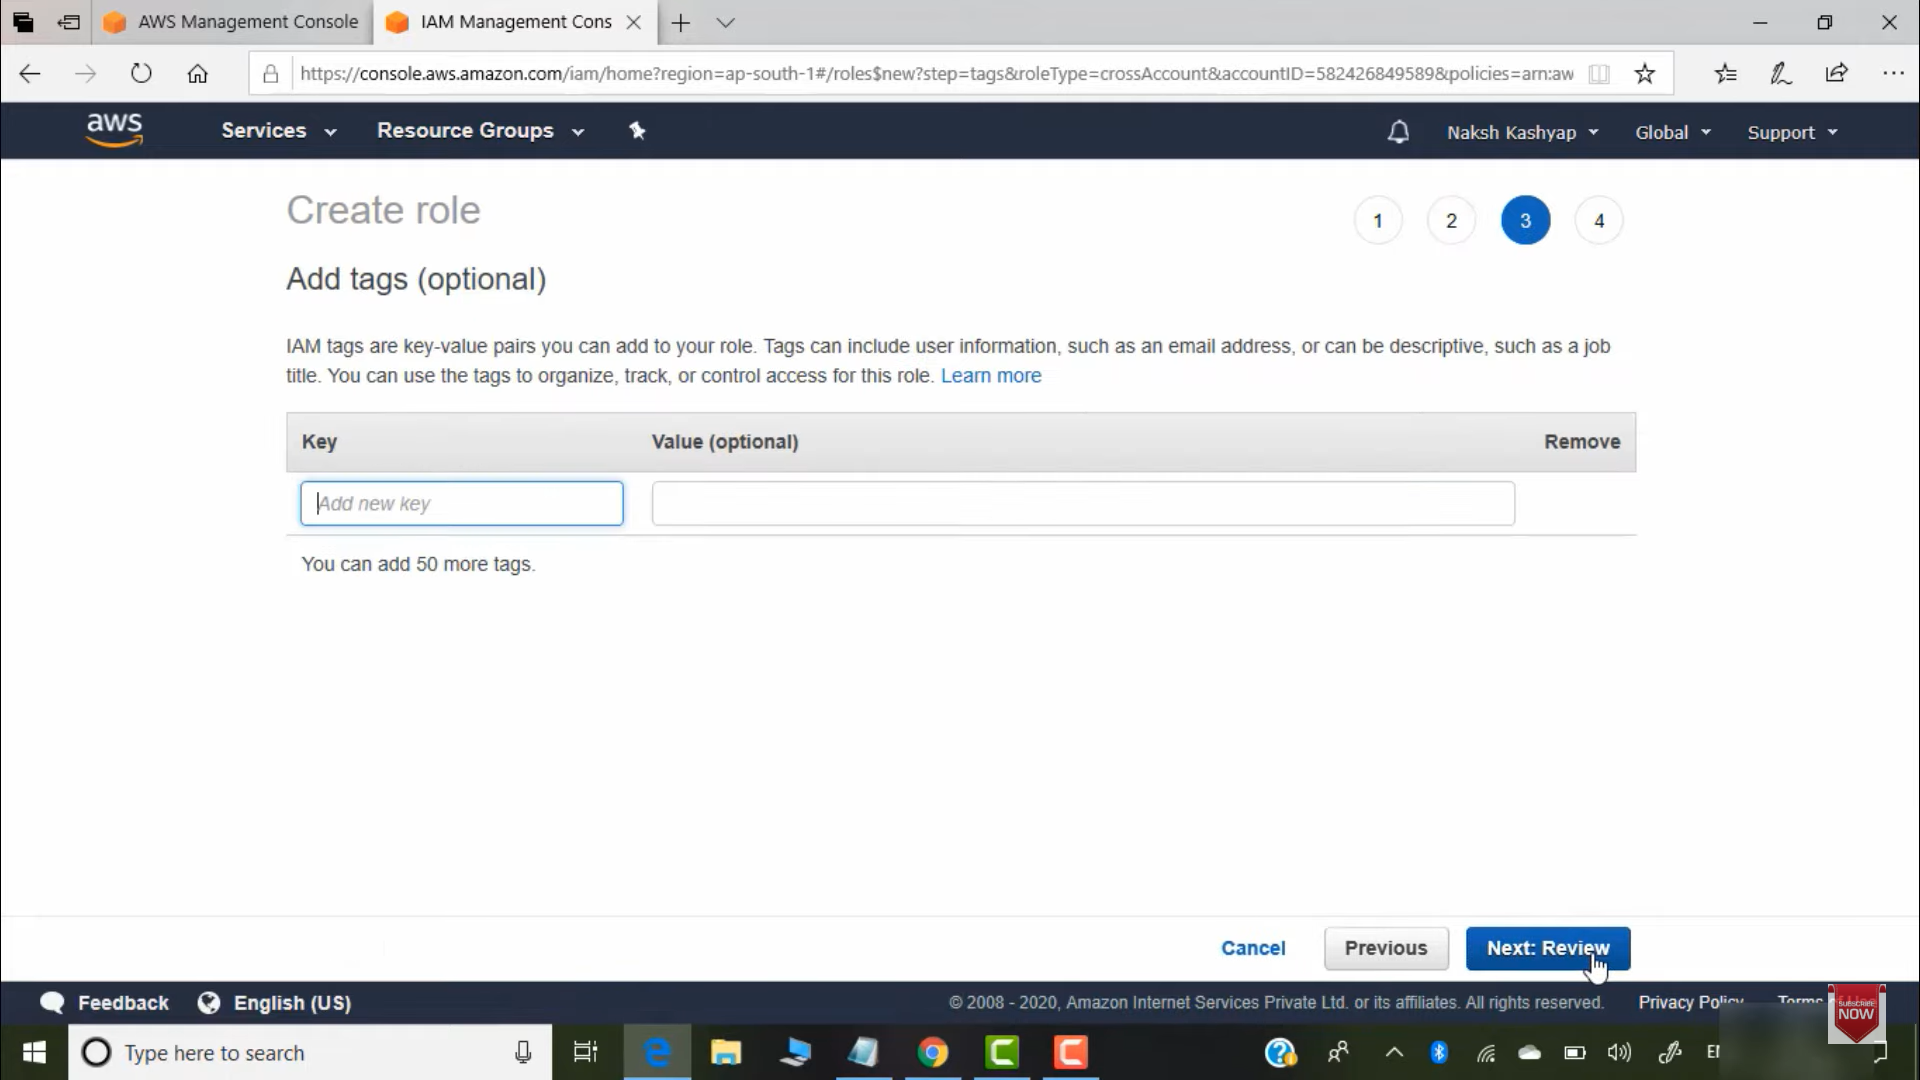 AWS Management Console
IAM Management Cons
https://console.aws.amazon.com/iam/home?region=ap-south-1#/roles$new?step=tags&roleType=crossAccount&accountID=582426849589&policies=arn:aw
aws
Services
Resource Groups
Naksh Kashyap
Global
Support
Create role
1 2 3 4
Add tags (optional)
IAM tags are key-value pairs you can add to your role. Tags can include user information, such as an email address, or can be descriptive, such as a job
title. You can use the tags to organize, track, or control access for this role. Learn more
Key Value (optional) Remove
Add new key
You can add 50 more tags.
Cancel Previous Next: Review
Feedback English (US)
© 2008 - 2020, Amazon Internet Services Private Ltd. or its affiliates. All rights reserved. Privacy Policy Terms
SUBSCRIBE
NOW
Type here to search